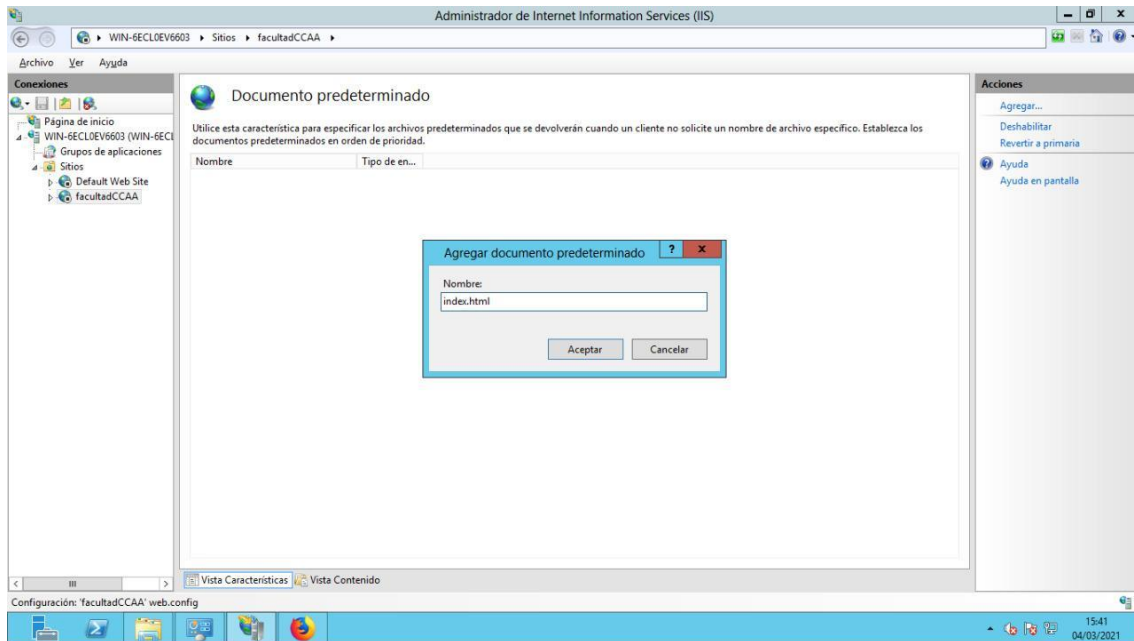 Administrador de Internet Information Services (IIS)
WIN-6ECL0EV6603 Sitios facultadCCAA
Archivo Ver Ayuda
Conexiones
Página de inicio
WIN-6ECL0EV6603 (WIN-6ECL
Grupos de aplicaciones
Sitios
Default Web Site
facultadCCAA
Documento predeterminado
Utilice esta característica para especificar los archivos predeterminados que se devolverán cuando un cliente no solicite un nombre de archivo específico. Establezca los
documentos predeterminados en orden de prioridad.
Nombre Tipo de en...
Agregar documento predeterminado ? x
Nombre:
index.html
Aceptar Cancelar
Acciones
Agregar...
Deshabilitar
Revertir a primaria
Ayuda
Ayuda en pantalla
Vista Características Vista Contenido
Configuración: 'facultadCCAA' web.config
15:41
04/03/2021